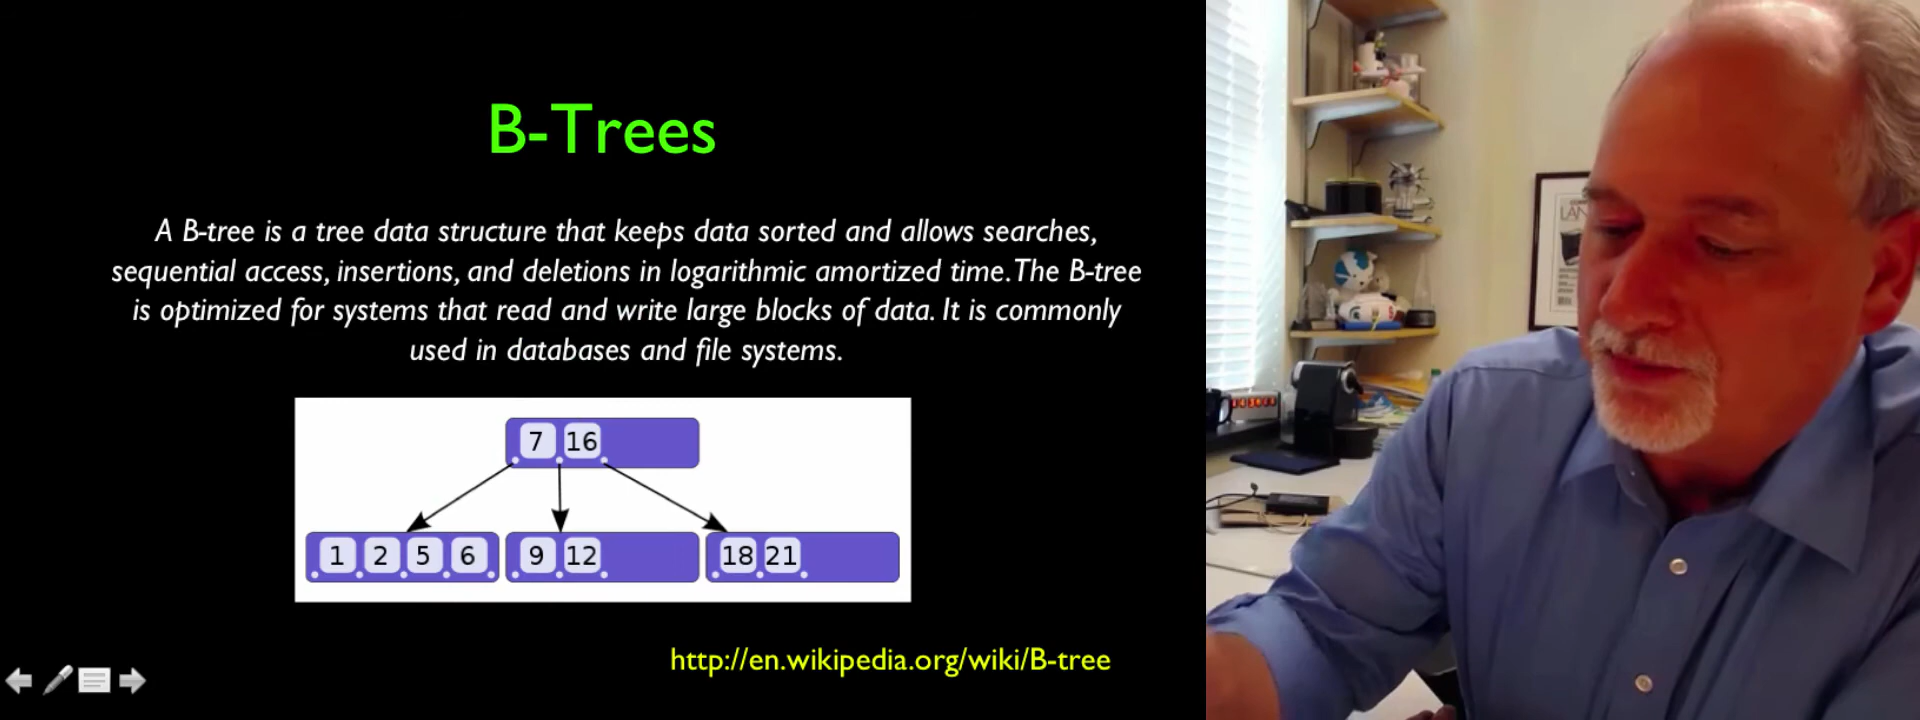 B-Trees
A B-tree is a tree data structure that keeps data sorted and allows searches,
sequential access, insertions, and deletions in logarithmic amortized time. The B-tree
is optimized for systems that read and write large blocks of data. It is commonly
used in databases and file systems.
7 16
1 2 5 6 9 12 18 21
http://en.wikipedia.org/wiki/B-tree